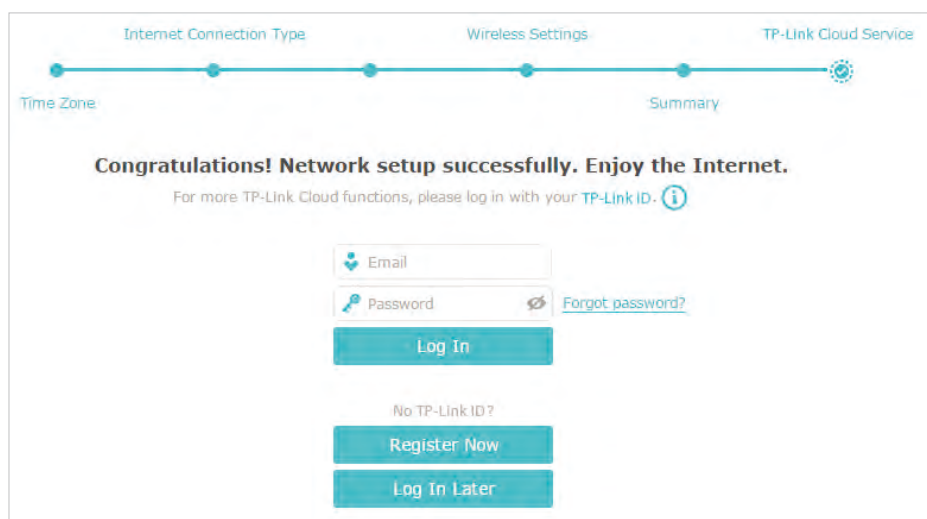 Internet Connection Type Wireless Settings TP-Link Cloud Service
Time Zone Summary
Congratulations! Network setup successfully. Enjoy the Internet.
For more TP-Link Cloud functions, please log in with your TP-Link ID.
Email
Password Forgot password?
Log In
No TP-Link ID?
Register Now
Log In Later